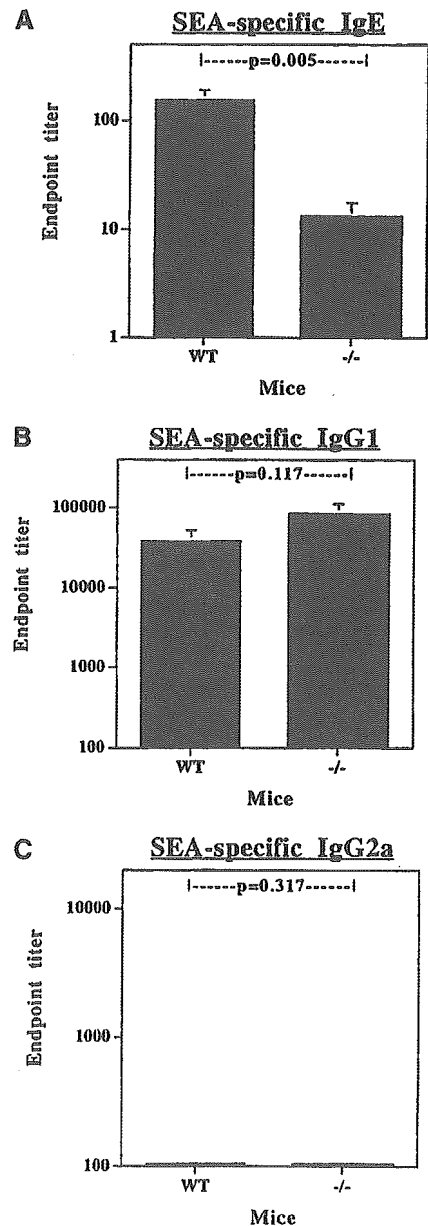 A
SEA-specific IgE
|------p=0.005------|
Endpoint titer
100
10
1
WT
-/-
Mice
B
SEA-specific IgG1
|------p=0.117------|
Endpoint titer
100000
10000
1000
100
WT
-/-
Mice
C
SEA-specific IgG2a
|------p=0.317------|
Endpoint titer
10000
1000
100
WT
-/-
Mice